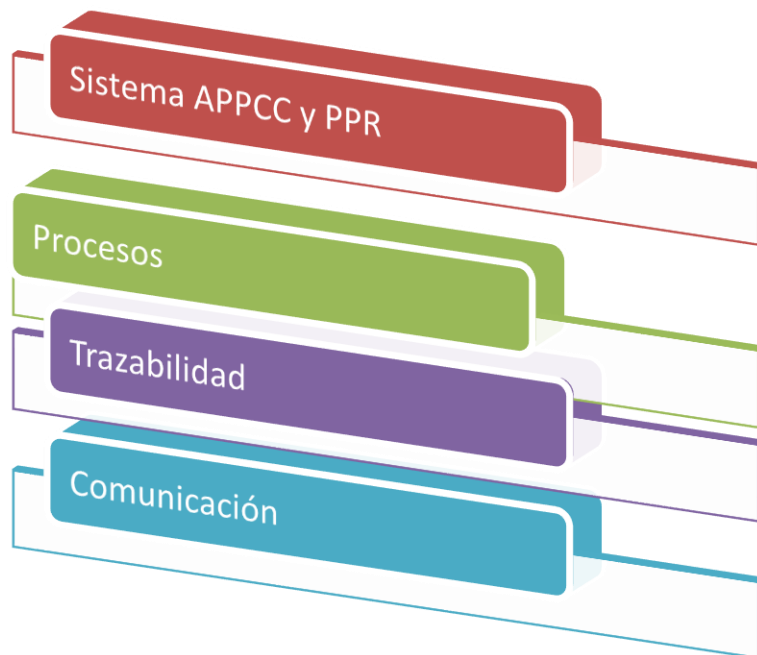 Sistema APPCC y PPR
Procesos
Trazabilidad
Comunicación